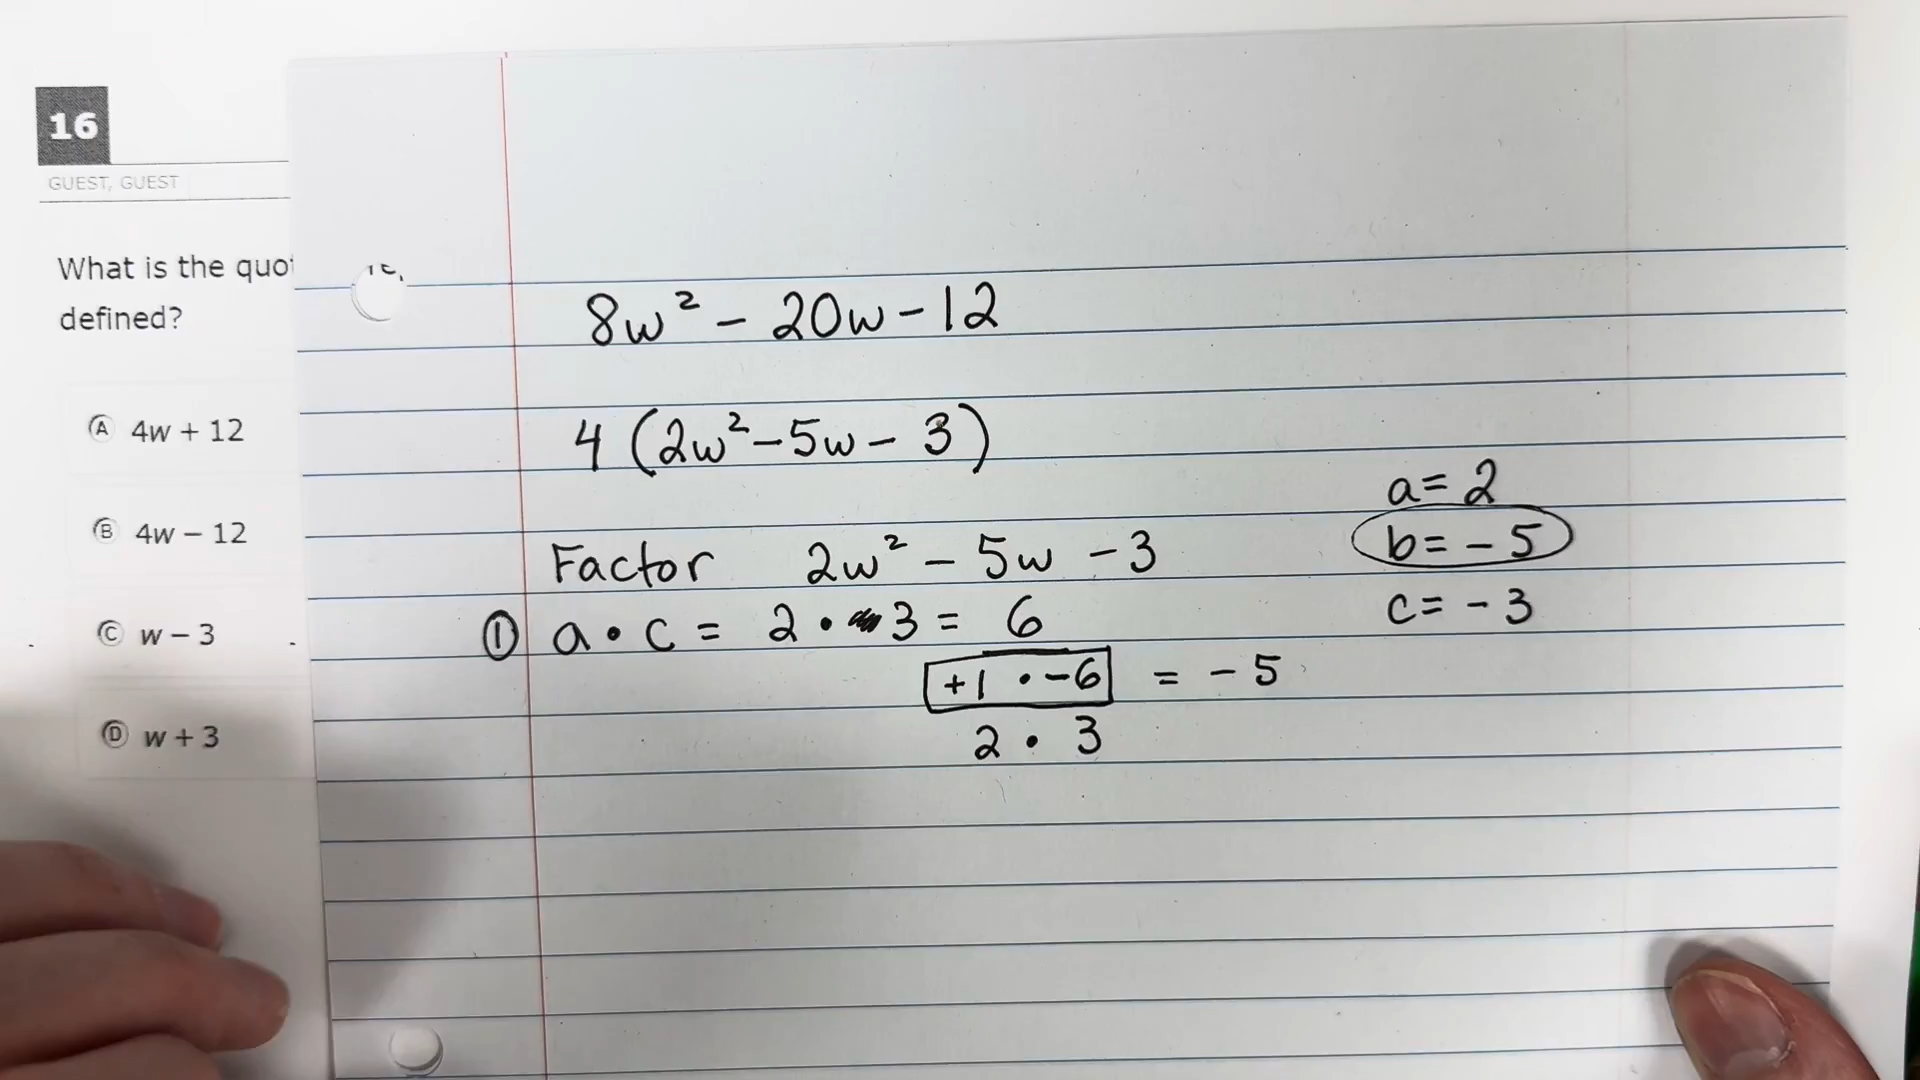 16
GUEST, GUEST
What is the
defined?
Ⓐ 4w + 12
Ⓑ 4w – 12
Ⓒ w – 3
Ⓓ w + 3
8w² – 20w – 12
4 (2w² – 5w – 3)
Factor 2w² – 5w – 3
① a • c = 2 • 3 = 6
+1 • –6 = – 5
2 • 3
a = 2
b = – 5
c = – 3